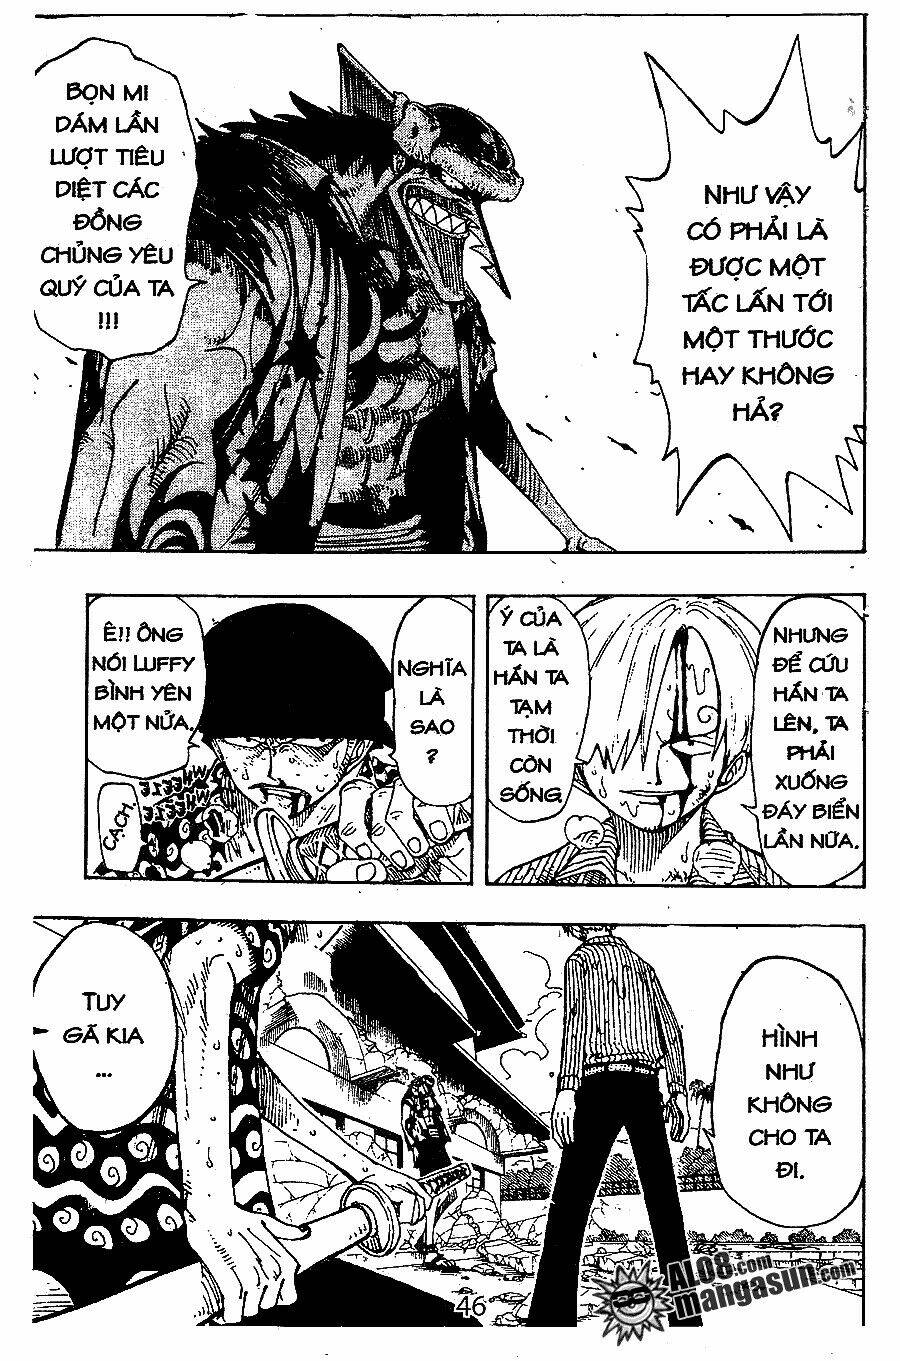 NHƯ VẬY
CÓ PHẢI LÀ
ĐƯỢC MỘT
TẤC LẤN TỚI
MỘT THƯỚC
HAY KHÔNG
HẢ?
BỌN MI
DÁM LẦN
LƯỢT TIÊU
DIỆT CÁC
ĐỒNG
CHỦNG YÊU
QUÝ CỦA TA
!!!
NHƯNG
ĐỂ CỨU
HẮN TA
LÊN, TA
PHẢI
XUỐNG
ĐÁY BIỂN
LẦN NỮA.
Ý CỦA
TA LÀ
HẮN TA
TẠM
THỜI
CÒN
SỐNG.
NGHĨA
LÀ
SAO
?
Ê!! ÔNG
NÓI LUFFY
BÌNH YÊN
MỘT NỬA.
CẠCH.
HÌNH
NHƯ
KHÔNG
CHO TA
ĐI.
TUY
GÃ KIA
...
46
ALO8.com
mangasun.com